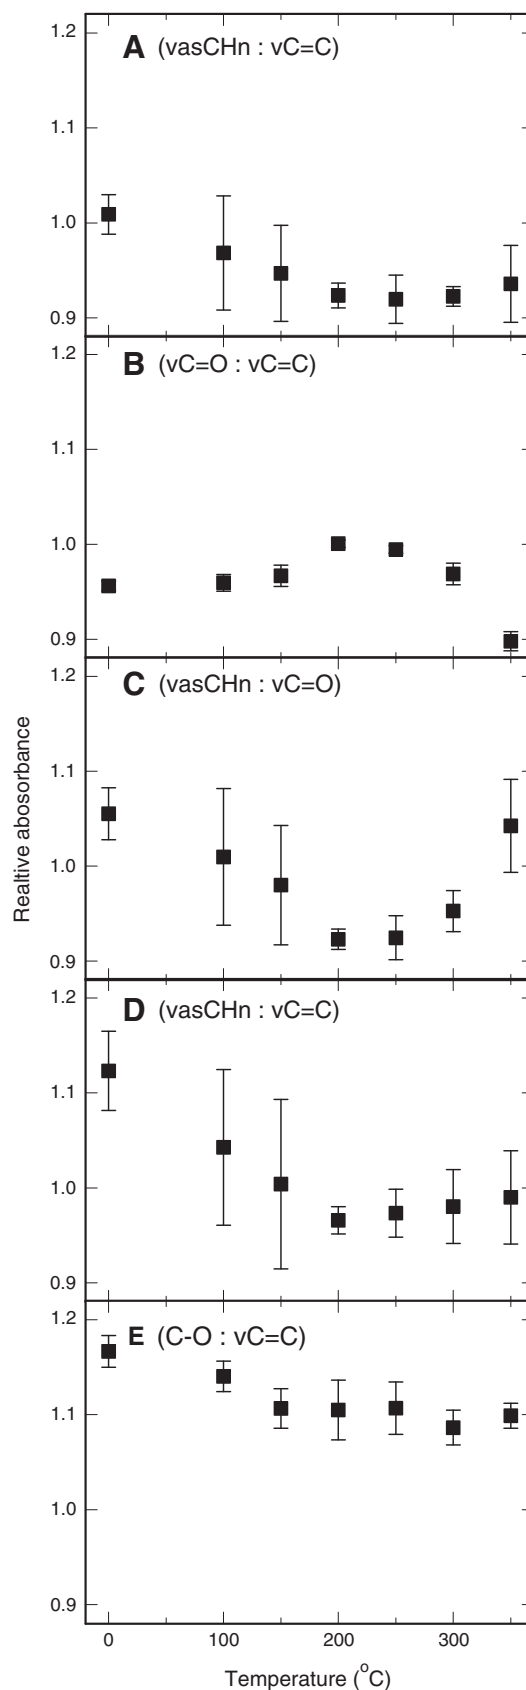 1.2
A (vasCHn : vC=C)
1.1
1.0
0.9
1.2
B (vC=O : vC=C)
1.0
0.9
1.2
C (vasCHn : vC=O)
1.1
1.0
0.9
1.2
D (vasCHn : vC=C)
1.1
1.0
0.9
1.2
E (C-O : vC=C)
1.1
1.0
0.9
Realtive abosorbance
0 100 200 300
Temperature (°C)